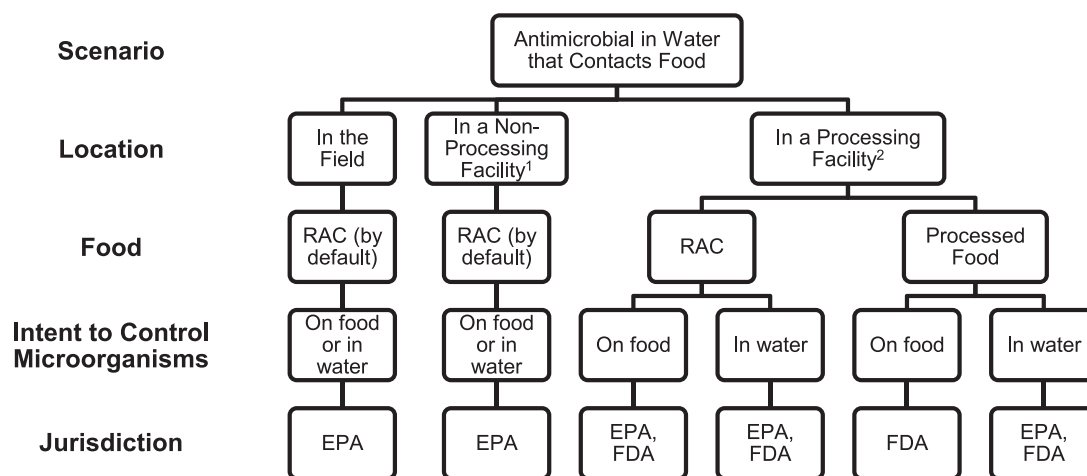 Scenario
Antimicrobial in Water
that Contacts Food
Location
In the
Field
In a Non-
Processing
Facility1
In a Processing
Facility2
Food
RAC (by
default)
RAC (by
default)
RAC
Processed
Food
Intent to Control
Microorganisms
On food
or in
water
On food
or in
water
On food
In water
On food
In water
Jurisdiction
EPA
EPA
EPA,
FDA
EPA,
FDA
FDA
EPA,
FDA